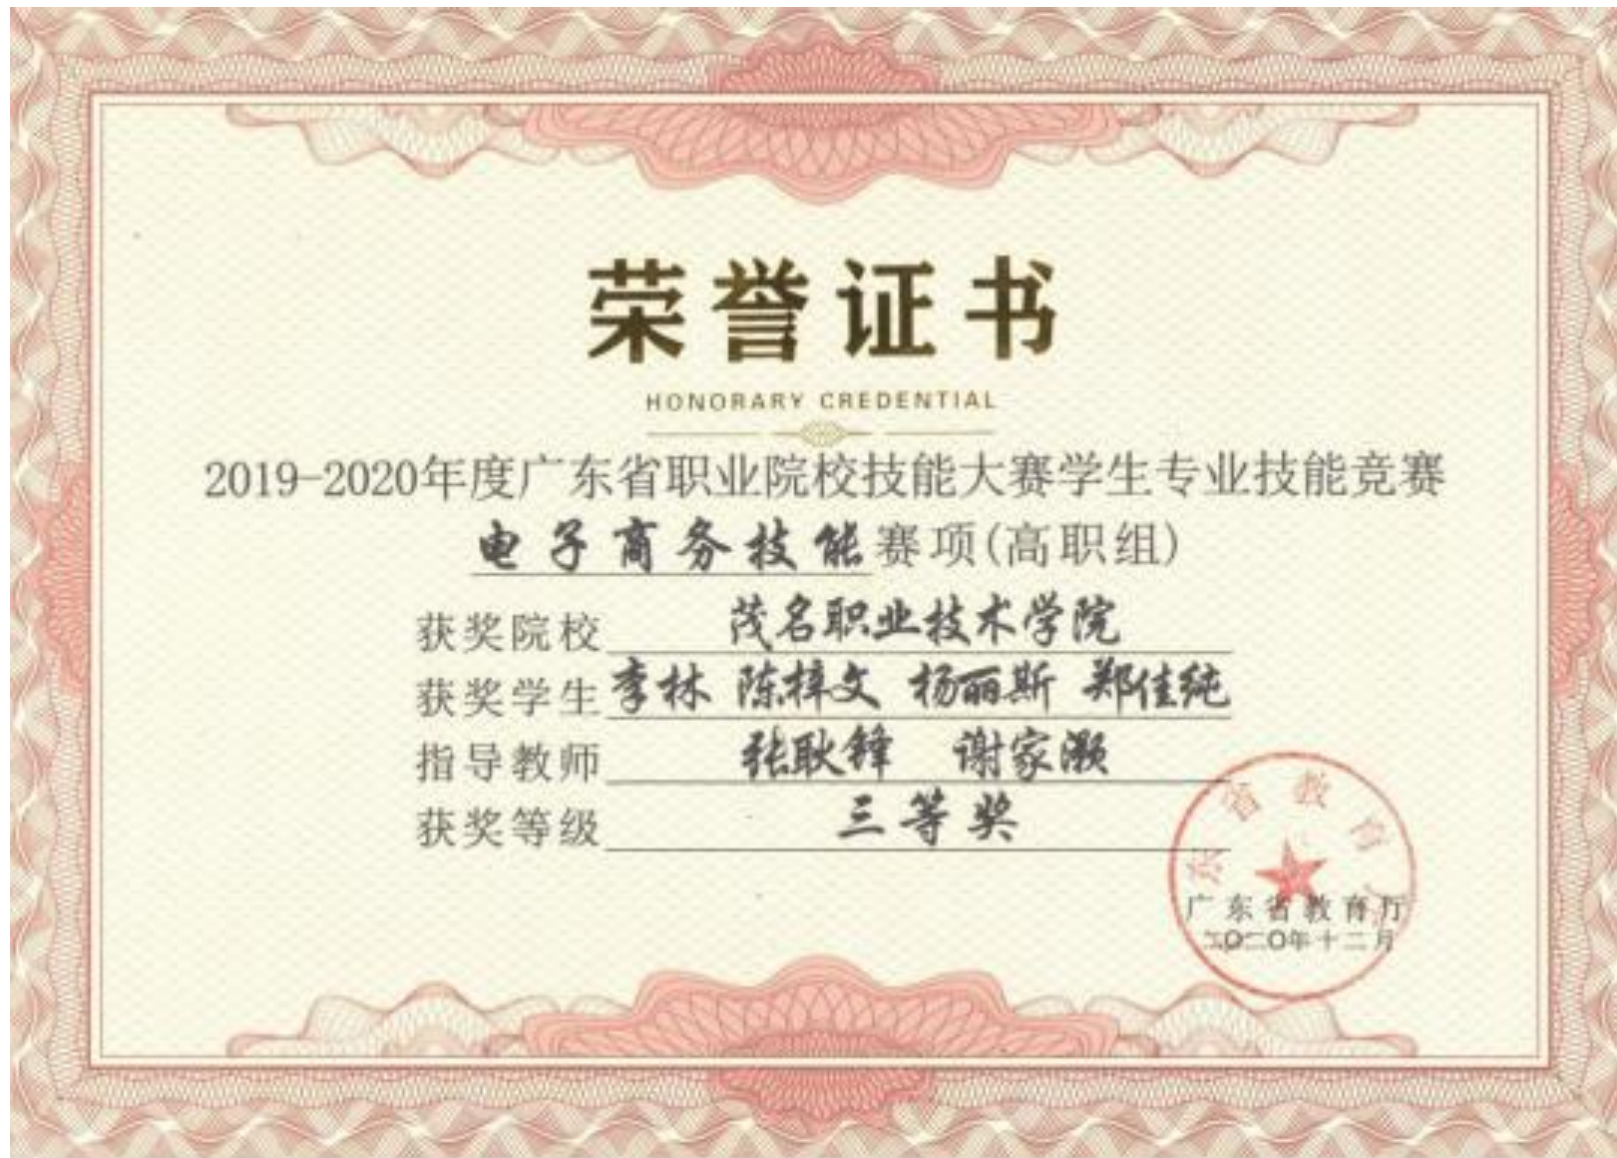 荣誉证书
HONORARY CREDENTIAL
2019-2020年度广东省职业院校技能大赛学生专业技能竞赛
电子商务技能赛项(高职组)
获奖院校 茂名职业技术学院
获奖学生 李林 陈梓文 杨丽斯 郑佳纯
指导教师 张耿锋 谢家灏
获奖等级 三等奖
广东省教育厅
二〇二〇年十二月